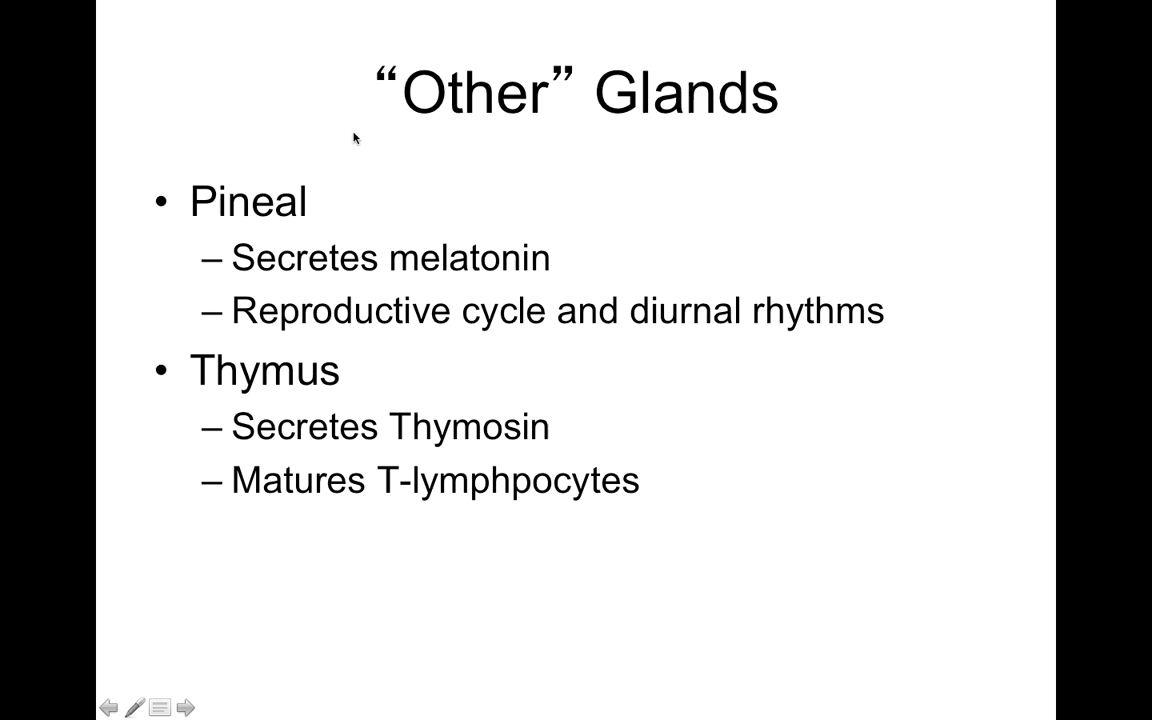 “Other” Glands
• Pineal
– Secretes melatonin
– Reproductive cycle and diurnal rhythms
• Thymus
– Secretes Thymosin
– Matures T-lymphpocytes